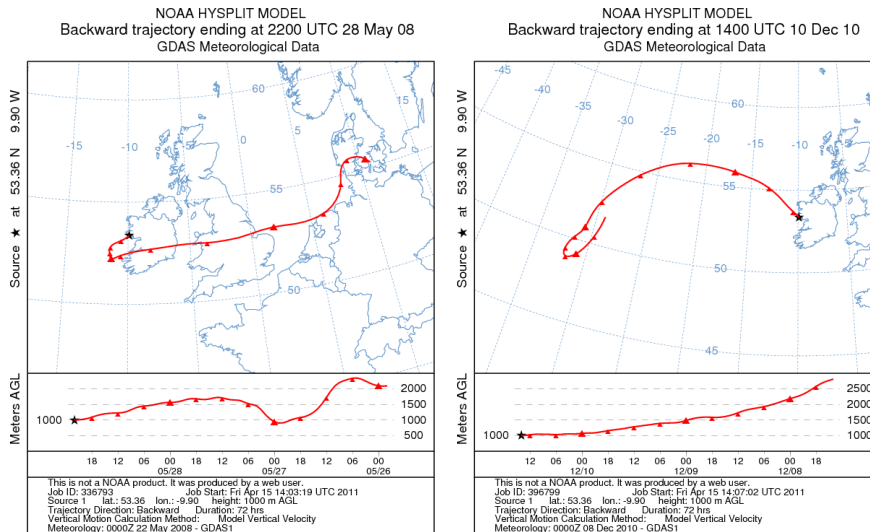 NOAA HYSPLIT MODEL
Backward trajectory ending at 2200 UTC 28 May 08
GDAS Meteorological Data
Source ★ at 53.36 N 9.90 W
60
15
5
-15
-10
55
50
Meters AGL
1000
2000
1500
1000
500
18 12 06 00 18 12 06 00 18 12 06 00
05/28 05/27 05/26
This is not a NOAA product. It was produced by a web user.
Job ID: 336793 Job Start: Fri Apr 15 14:03:19 UTC 2011
Source 1 lat.: 53.36 lon.: -9.90 height: 1000 m AGL
Trajectory Direction: Backward Duration: 72 hrs
Vertical Motion Calculation Method: Model Vertical Velocity
Meteorology: 0000Z 22 May 2008 - GDAS1
NOAA HYSPLIT MODEL
Backward trajectory ending at 1400 UTC 10 Dec 10
GDAS Meteorological Data
Source ★ at 53.36 N 9.90 W
-45
-40
-35
-30
-25
-20
-15
-10
60
55
50
45
Meters AGL
1000
2500
2000
1500
1000
12 06 00 18 12 06 00 18 12 06 00 18
12/10 12/09 12/08
This is not a NOAA product. It was produced by a web user.
Job ID: 396799 Job Start: Fri Apr 15 14:07:02 UTC 2011
Source 1 lat.: 53.36 lon.: -9.90 height: 1000 m AGL
Trajectory Direction: Backward Duration: 72 hrs
Vertical Motion Calculation Method: Model Vertical Velocity
Meteorology: 0000Z 08 Dec 2010 - GDAS1